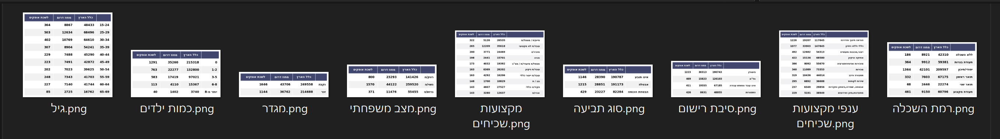 לשכת אופקים מחוז דרום כלל הארץ
364 8867 48433 15-24
503 12634 68496 25-29
402 10769 64610 30-34
307 8904 54241 35-39
229 7488 45290 40-44
223 7491 42872 45-49
202 7023 39625 50-54
248 7343 41703 55-59
227 7140 41744 60-64
85 2725 16762 65-69
גיל.png
לשכת אופקים מחוז דרום כלל הארץ
1291 35260 215318 0
763 22277 132800 1-2
583 17419 97021 3-5
113 4110 15367 6-8
40 1402 3740 יותר מ-8
כמות ילדים.png
לשכת אופקים מחוז דרום כלל הארץ
1646 43706 249558 נקבה
1144 36762 214688 זכר
מגדר.png
לשכת אופקים מחוז דרום כלל הארץ
800 23293 141426 רווק/ה
1570 44122 259520 נשוי/ה
371 11476 55455 גרוש/ה
מצב משפחתי.png
לשכת אופקים מחוז דרום כלל הארץ
322 5126 26535 סייע/ת / מטפל/ת
265 12209 35618 עובד/ת לא מקצועי
200 3771 24469 מזכיר/ה
198 2441 15701 מורה
173 4032 19392 מטפל/ת סיעודי/ת / מט"ב
163 6369 26202 עובד/ת ניקיון
163 4292 16206 עובד/ת ייצור כללי
148 1700 10829 גנן / ת
143 4607 27527 פקיד/ה כללי
143 3280 12637 אורז/ת
מקצועות שכיחים.png
לשכת אופקים מחוז דרום כלל הארץ
1146 28390 190787 אינו תובע
1215 28851 191173 אבטלה
429 23227 82284 הבטחת הכנסה
סוג תביעה.png
לשכת אופקים מחוז דרום כלל הארץ
1223 30313 190743 פיטורין
469 15823 126103 חל"ת
411 19555 67185 אינו עובד ומחפש עבודה
426 8631 48855 התפטרות
סיבת רישום.png
לשכת אופקים מחוז דרום כלל הארץ
1226 19207 117645 הוראה חינוך והדרכה
1077 33903 147845 כללי וללא ניסיון
492 12682 54313 ייצור,מכונות ותעשייה
422 15136 68580 אחזקה וניקיון
386 8092 55670 מזכירות ואדמיניסטרציה
340 11089 73353 מכירות
319 10436 44014 תחבורה ורכב
295 6892 36688 שירות לקוחות
237 6349 29856 אבטחה, שמירה,ביטחון וחקירות
229 5191 38949 מסעדנות,מזון ואירועים
ענפי מקצועות שכיחים.png
לשכת אופקים מחוז דרום כלל הארץ
186 8921 42310 ללא השכלה
364 9912 59381 תעודת בגרות
1364 42101 209597 יסודי/תיכון
332 7603 67175 תואר ראשון
68 2446 22274 תואר שני
461 9150 60796 תעודת מקצוע
רמת השכלה.png